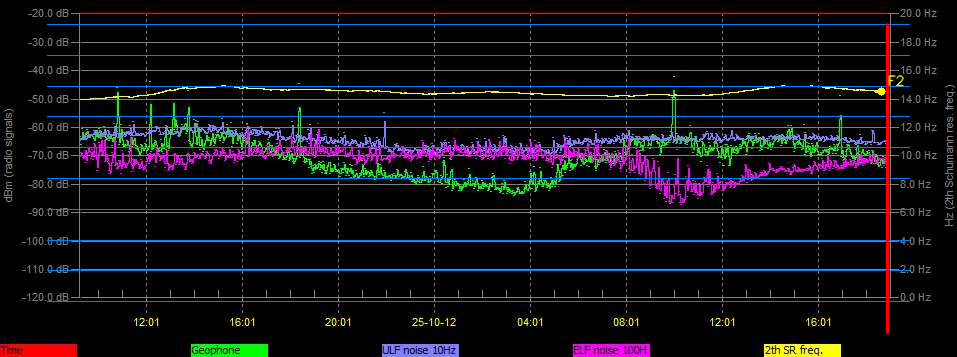 -20.0 dB 20.0 Hz
-30.0 dB 18.0 Hz
-40.0 dB 16.0 Hz
F2
-50.0 dB 14.0 Hz
-60.0 dB 12.0 Hz
-70.0 dB 10.0 Hz
-80.0 dB 8.0 Hz
-90.0 dB 6.0 Hz
-100.0 dB 4.0 Hz
-110.0 dB 2.0 Hz
-120.0 dB 0.0 Hz
dBm (radio signals)
Hz (2th Schumann res. freq.)
12:01 16:01 20:01 25-10-12 04:01 08:01 12:01 16:01
Time Geophone ULF noise 10Hz ELF noise 100H 2th SR freq.